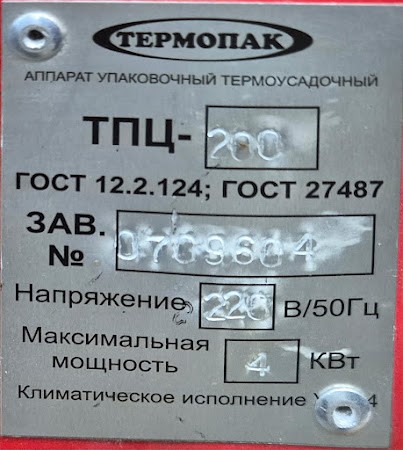 ТЕРМОПАК
АППАРАТ УПАКОВОЧНЫЙ ТЕРМОУСАДОЧНЫЙ
ТПЦ- 200
ГОСТ 12.2.124; ГОСТ 27487
ЗАВ. № 0709604
Напряжение 220 В/50Гц
Максимальная
мощность 4 КВт
Климатическое исполнение